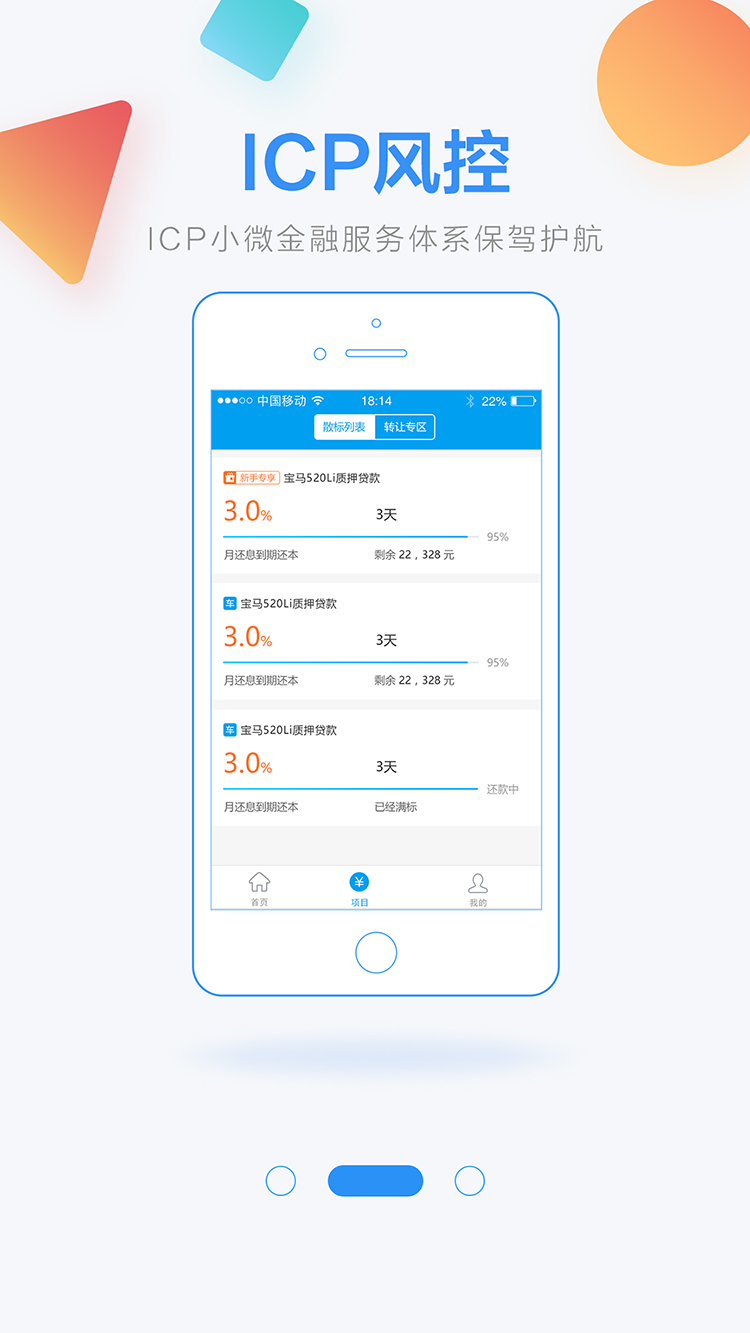 ICP风控
ICP小微金融服务体系保驾护航
中国移动 18:14 22%
散标列表 转让专区
新手专享 宝马520Li质押贷款
3.0% 3天
95%
月还息到期还本 剩余 22，328 元
车 宝马520Li质押贷款
3.0% 3天
95%
月还息到期还本 剩余 22，328 元
车 宝马520Li质押贷款
3.0% 3天
还款中
月还息到期还本 已经满标
¥
首页 项目 我的